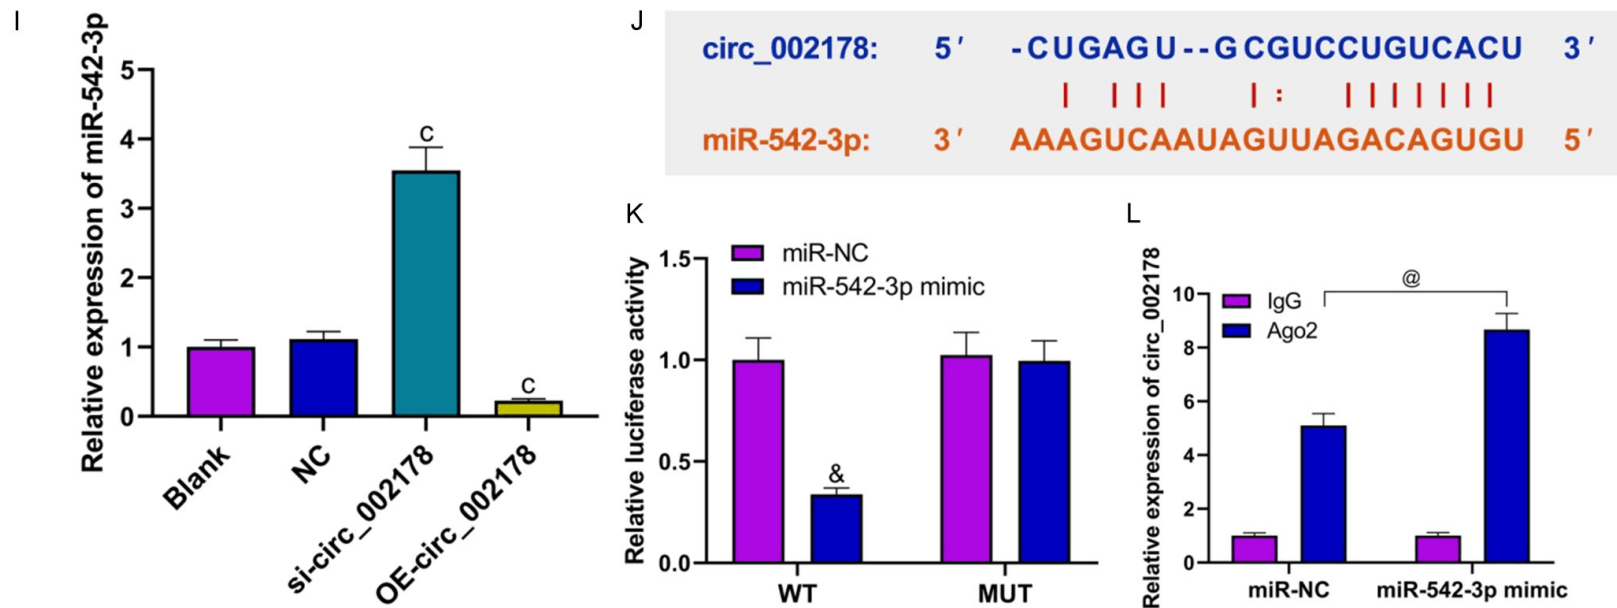 I
Relative expression of miR-542-3p
5
4
3
2
1
0
c
c
Blank
NC
si-circ_002178
OE-circ_002178
J
circ_002178: 5′ -CUGAGU--GCGUCCUGUCACU 3′
| ||| |: |||||||
miR-542-3p: 3′ AAAGUCAAUAGUUAGACAGUGU 5′
K
Relative luciferase activity
miR-NC
miR-542-3p mimic
1.5
1.0
0.5
0.0
&
WT
MUT
L
Relative expression of circ_002178
IgG
Ago2
@
10
8
6
4
2
0
miR-NC
miR-542-3p mimic